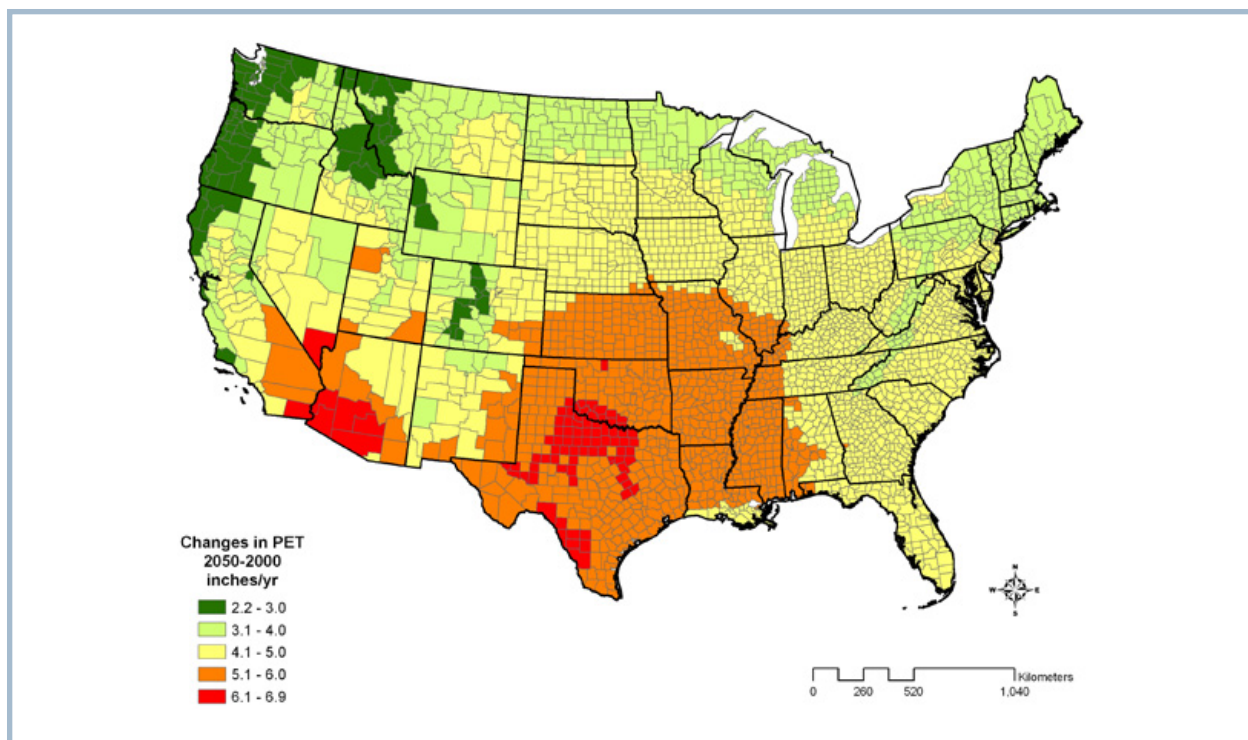 Changes in PET
2050-2000
inches/yr
2.2 - 3.0
3.1 - 4.0
4.1 - 5.0
5.1 - 6.0
6.1 - 6.9
N
W E
S
Kilometers
0 260 520 1,040